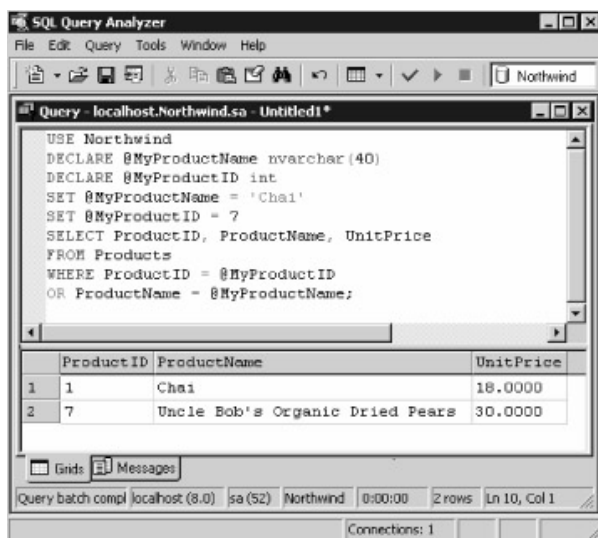 SQL Query Analyzer
File Edit Query Tools Window Help
Northwind
Query - localhost.Northwind.sa - Untitled1*
USE Northwind
DECLARE @MyProductName nvarchar(40)
DECLARE @MyProductID int
SET @MyProductName = 'Chai'
SET @MyProductID = 7
SELECT ProductID, ProductName, UnitPrice
FROM Products
WHERE ProductID = @MyProductID
OR ProductName = @MyProductName;
ProductID ProductName UnitPrice
1 1 Chai 18.0000
2 7 Uncle Bob's Organic Dried Pears 30.0000
Grids Messages
Query batch compl localhost (8.0) sa (52) Northwind 0:00:00 2 rows Ln 10, Col 1
Connections: 1